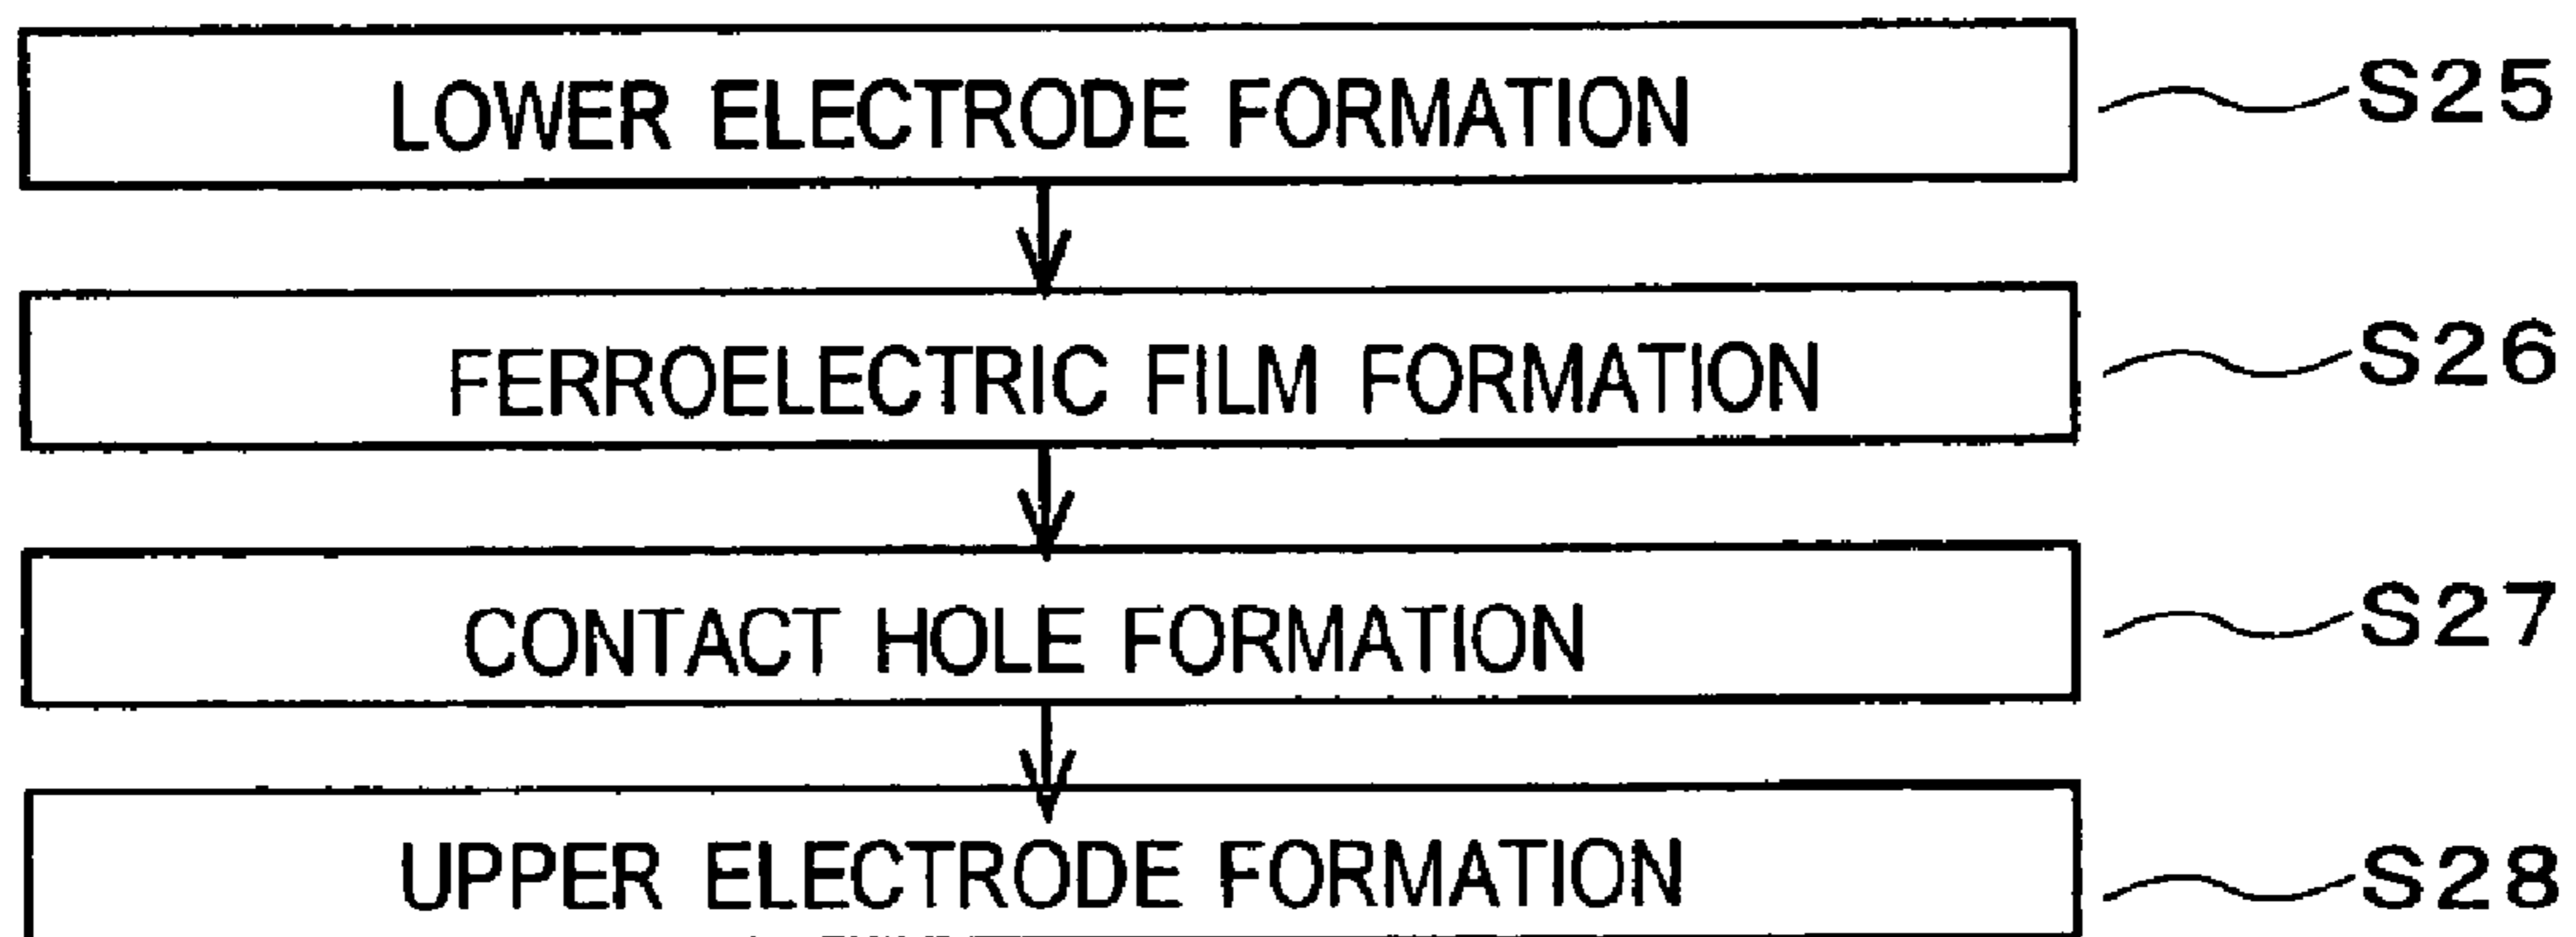 LOWER ELECTRODE FORMATION S25
FERROELECTRIC FILM FORMATION S26
CONTACT HOLE FORMATION S27
UPPER ELECTRODE FORMATION S28